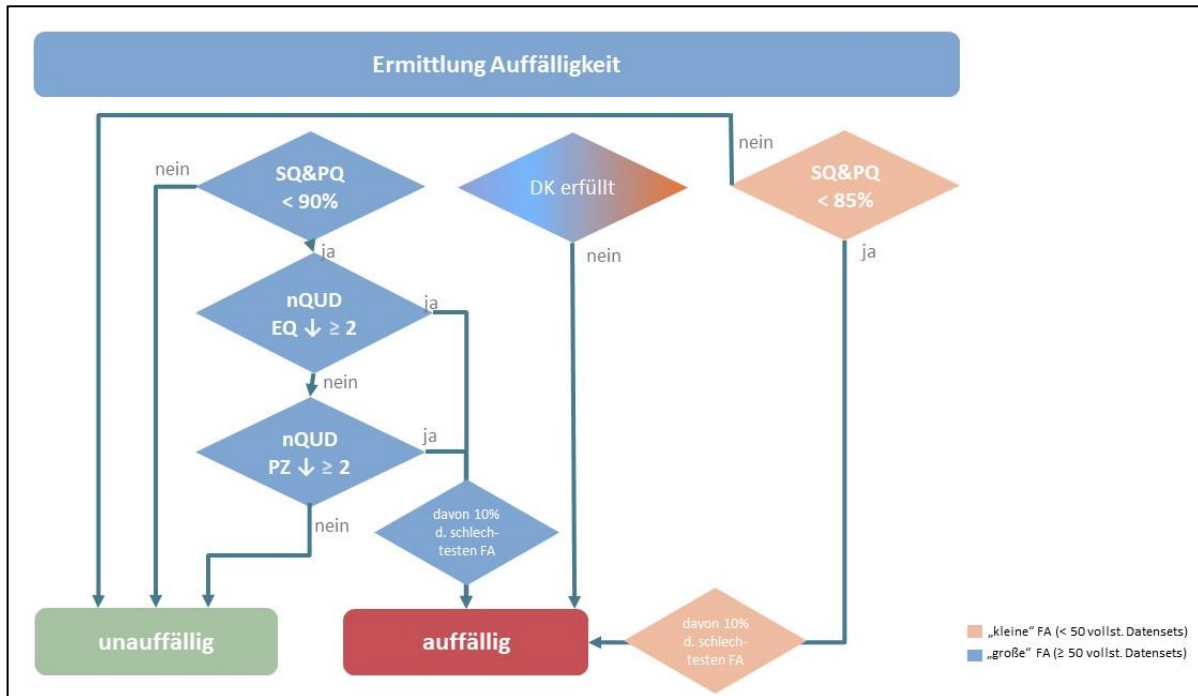 Ermittlung Auffälligkeit
nein
nein
SQ&PQ
< 90%
DK erfüllt
SQ&PQ
< 85%
ja
nein
ja
nQUD
EQ ↓ ≥ 2
ja
nein
nQUD
PZ ↓ ≥ 2
ja
nein
davon 10%
d. schlech-
testen FA
unauffällig
auffällig
davon 10%
d. schlech-
testen FA
„kleine“ FA (< 50 vollst. Datensets)
„große“ FA (≥ 50 vollst. Datensets)